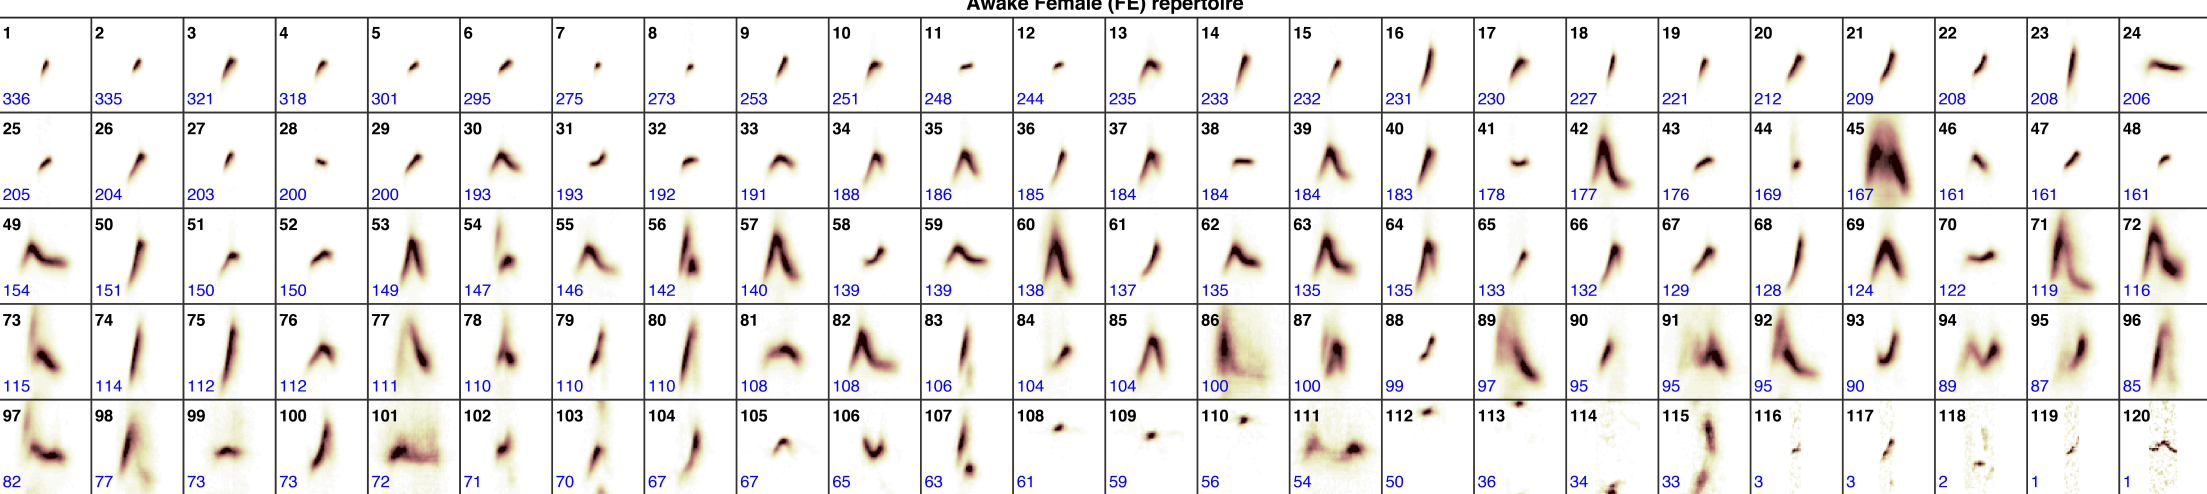 Awake Female (FE) repertoire
1 2 3 4 5 6 7 8 9 10 11 12 13 14 15 16 17 18 19 20 21 22 23 24
336 335 321 318 301 295 275 273 253 251 248 244 235 233 232 231 230 227 221 212 209 208 208 206
25 26 27 28 29 30 31 32 33 34 35 36 37 38 39 40 41 42 43 44 45 46 47 48
205 204 203 200 200 193 193 192 191 188 186 185 184 184 184 183 178 177 176 169 167 161 161 161
49 50 51 52 53 54 55 56 57 58 59 60 61 62 63 64 65 66 67 68 69 70 71 72
154 151 150 150 149 147 146 142 140 139 139 138 137 135 135 135 133 132 129 128 124 122 119 116
73 74 75 76 77 78 79 80 81 82 83 84 85 86 87 88 89 90 91 92 93 94 95 96
115 114 112 112 111 110 110 110 108 108 106 104 104 100 100 99 97 95 95 95 90 89 87 85
97 98 99 100 101 102 103 104 105 106 107 108 109 110 111 112 113 114 115 116 117 118 119 120
82 77 73 73 72 71 70 67 67 65 63 61 59 56 54 50 36 34 33 3 3 2 1 1